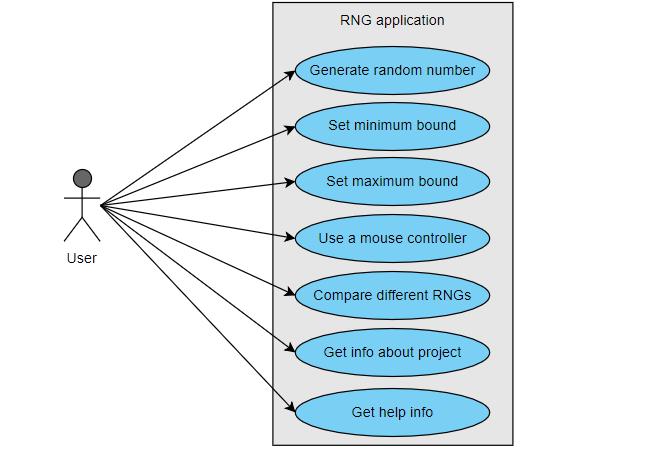 RNG application
Generate random number
Set minimum bound
Set maximum bound
Use a mouse controller
Compare different RNGs
Get info about project
Get help info
User